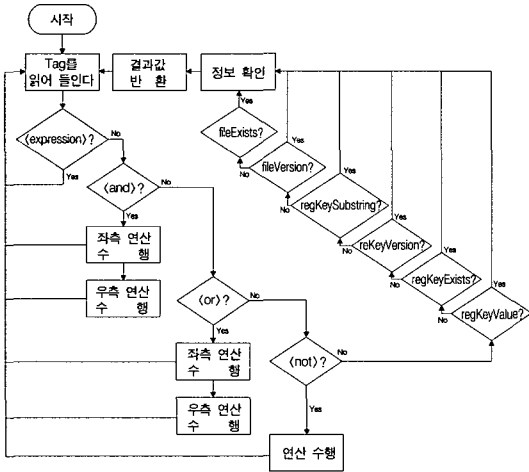 시작
Tag를
읽어 들인다
결과값
반 환
정보 확인
Yes
fileExists?
No
Yes
fileVersion?
No
Yes
regKeySubstring?
No
Yes
reKeyVersion?
No
Yes
regKeyExists?
No
Yes
regKeyValue?
<expression>?
No
Yes
<and>?
No
Yes
좌측 연산
수 행
우측 연산
수 행
<or>?
No
Yes
좌측 연산
수 행
우측 연산
수 행
<not>?
No
Yes
연산 수행